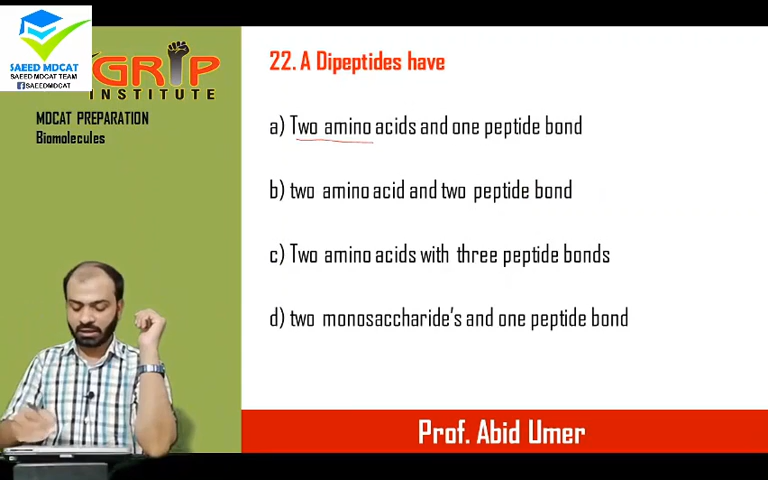 SAEED MDCAT
SAEED MDCAT TEAM
SAEEDMDCAT
GRIP
INSTITUTE
MDCAT PREPARATION
Biomolecules
22. A Dipeptides have
a) Two amino acids and one peptide bond
b) two amino acid and two peptide bond
c) Two amino acids with three peptide bonds
d) two monosaccharide's and one peptide bond
Prof. Abid Umer